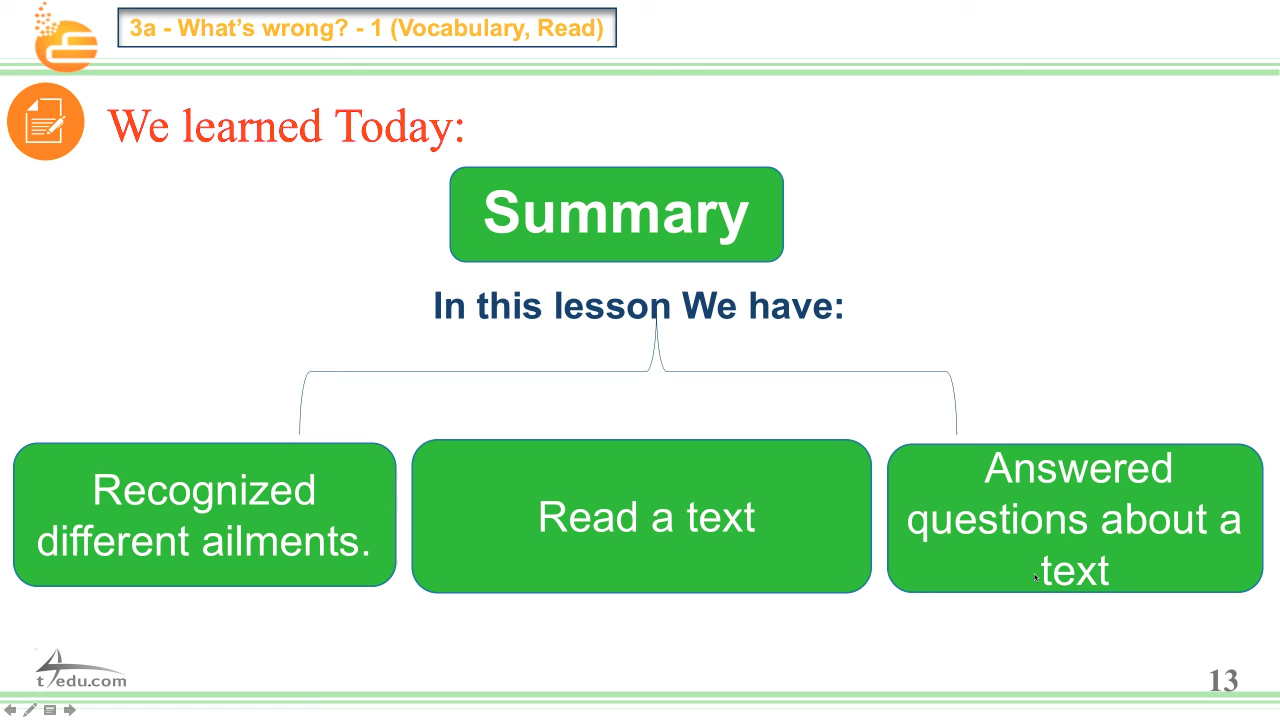 3a - What’s wrong? - 1 (Vocabulary, Read)
We learned Today:
Summary
In this lesson We have:
Recognized
different ailments.
Read a text
Answered
questions about a
text
t4edu.com
13